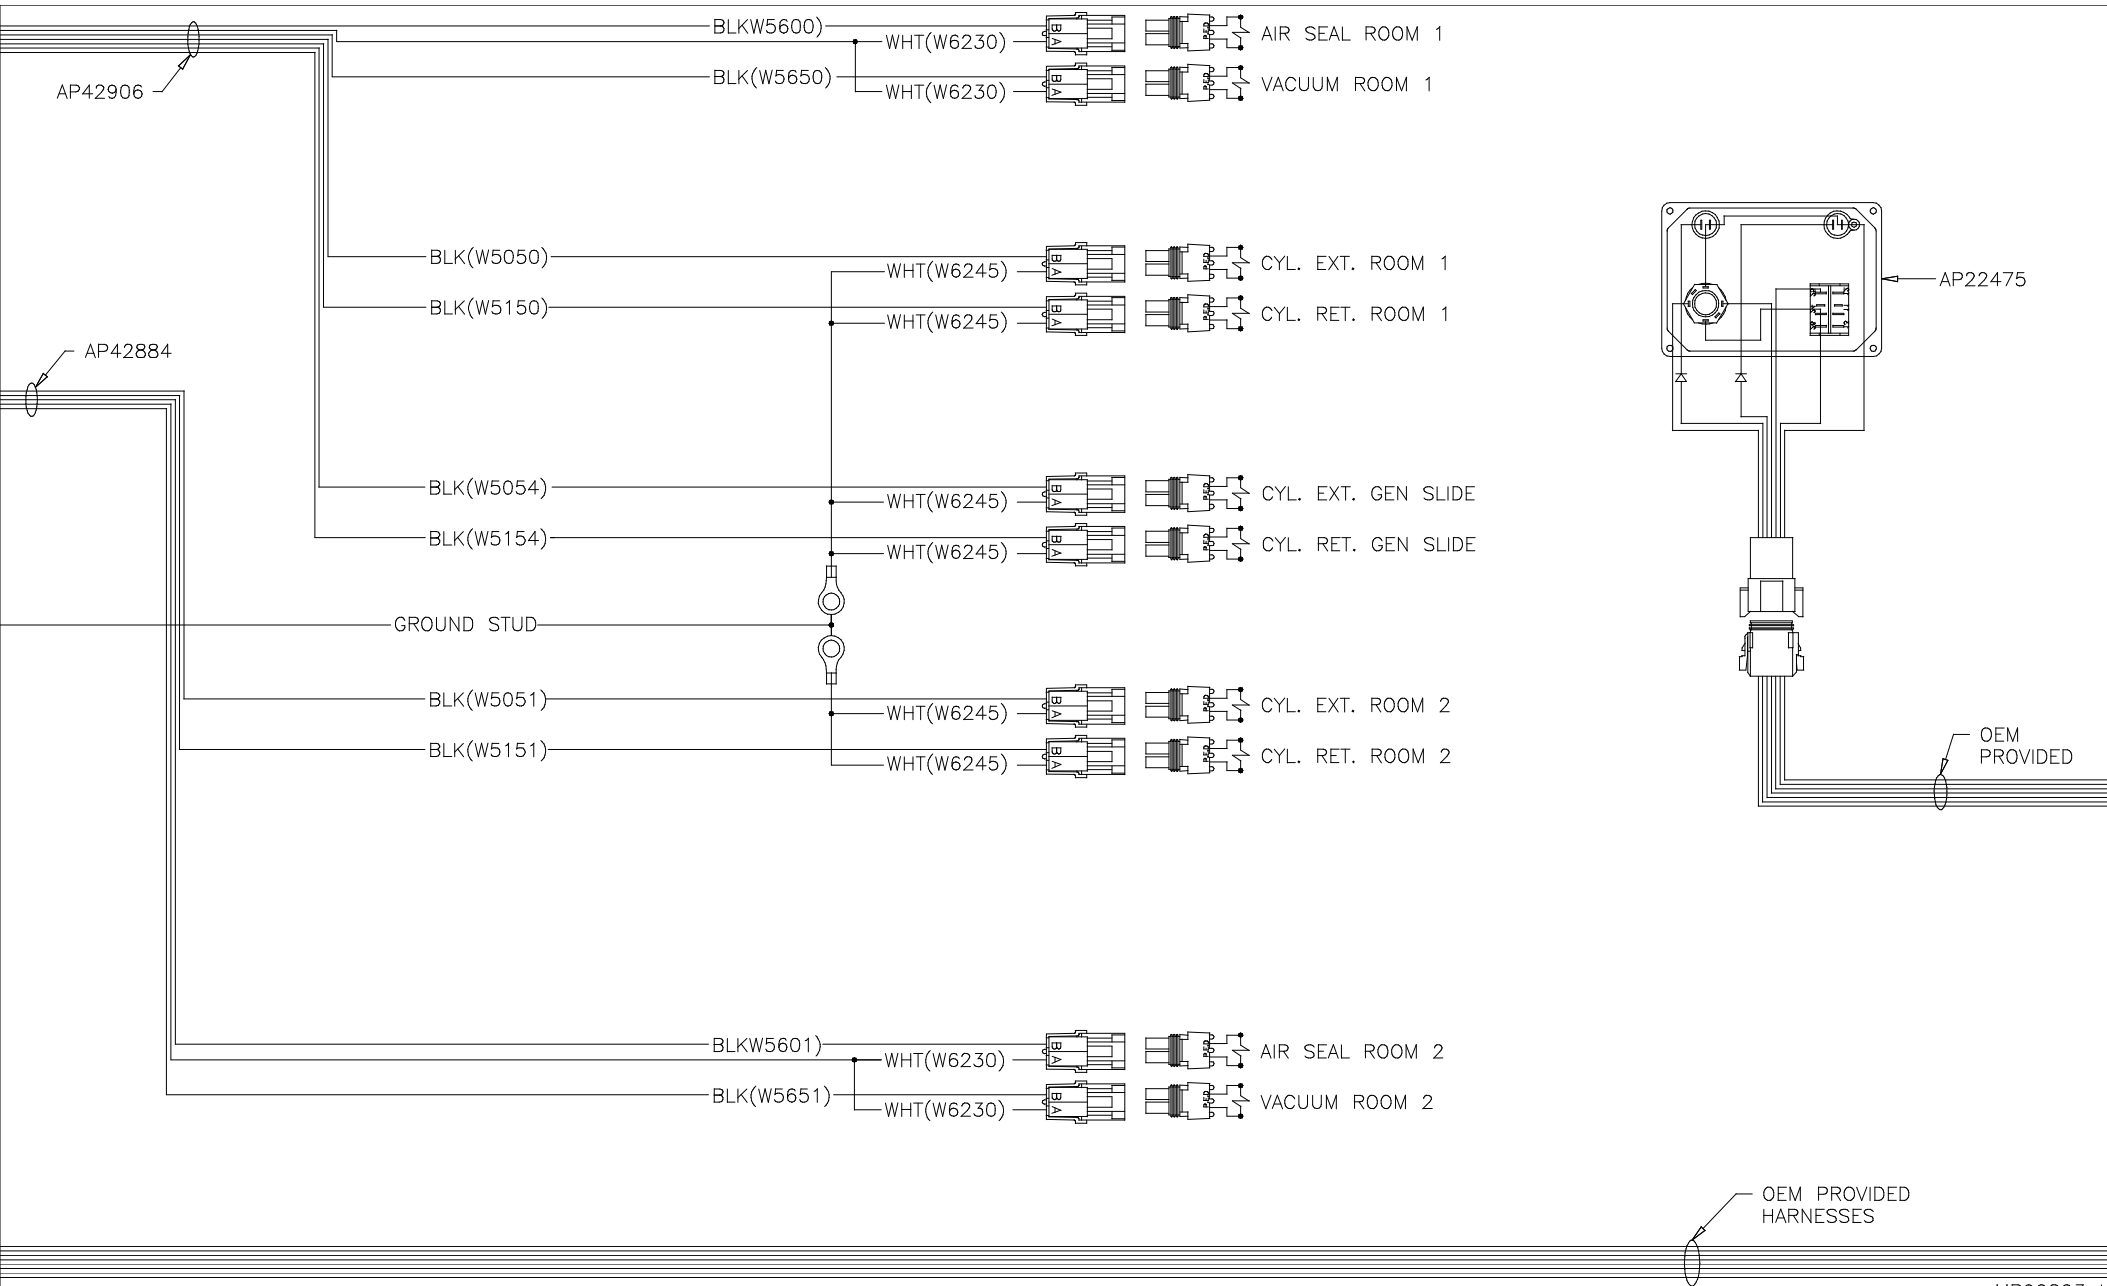 BLKW5600)
WHT(W6230)
AIR SEAL ROOM 1
B
A
P.E.D
AP42906
BLK(W5650)
WHT(W6230)
VACUUM ROOM 1
B
A
P.E.D
BLK(W5050)
WHT(W6245)
CYL. EXT. ROOM 1
B
A
P.E.D
AP22475
BLK(W5150)
WHT(W6245)
CYL. RET. ROOM 1
B
A
P.E.D
AP42884
BLK(W5054)
WHT(W6245)
CYL. EXT. GEN SLIDE
B
A
P.E.D
BLK(W5154)
WHT(W6245)
CYL. RET. GEN SLIDE
B
A
P.E.D
GROUND STUD
BLK(W5051)
WHT(W6245)
CYL. EXT. ROOM 2
B
A
P.E.D
BLK(W5151)
WHT(W6245)
CYL. RET. ROOM 2
B
A
P.E.D
OEM
PROVIDED
BLKW5601)
WHT(W6230)
AIR SEAL ROOM 2
B
A
P.E.D
BLK(W5651)
WHT(W6230)
VACUUM ROOM 2
B
A
P.E.D
OEM PROVIDED
HARNESSES